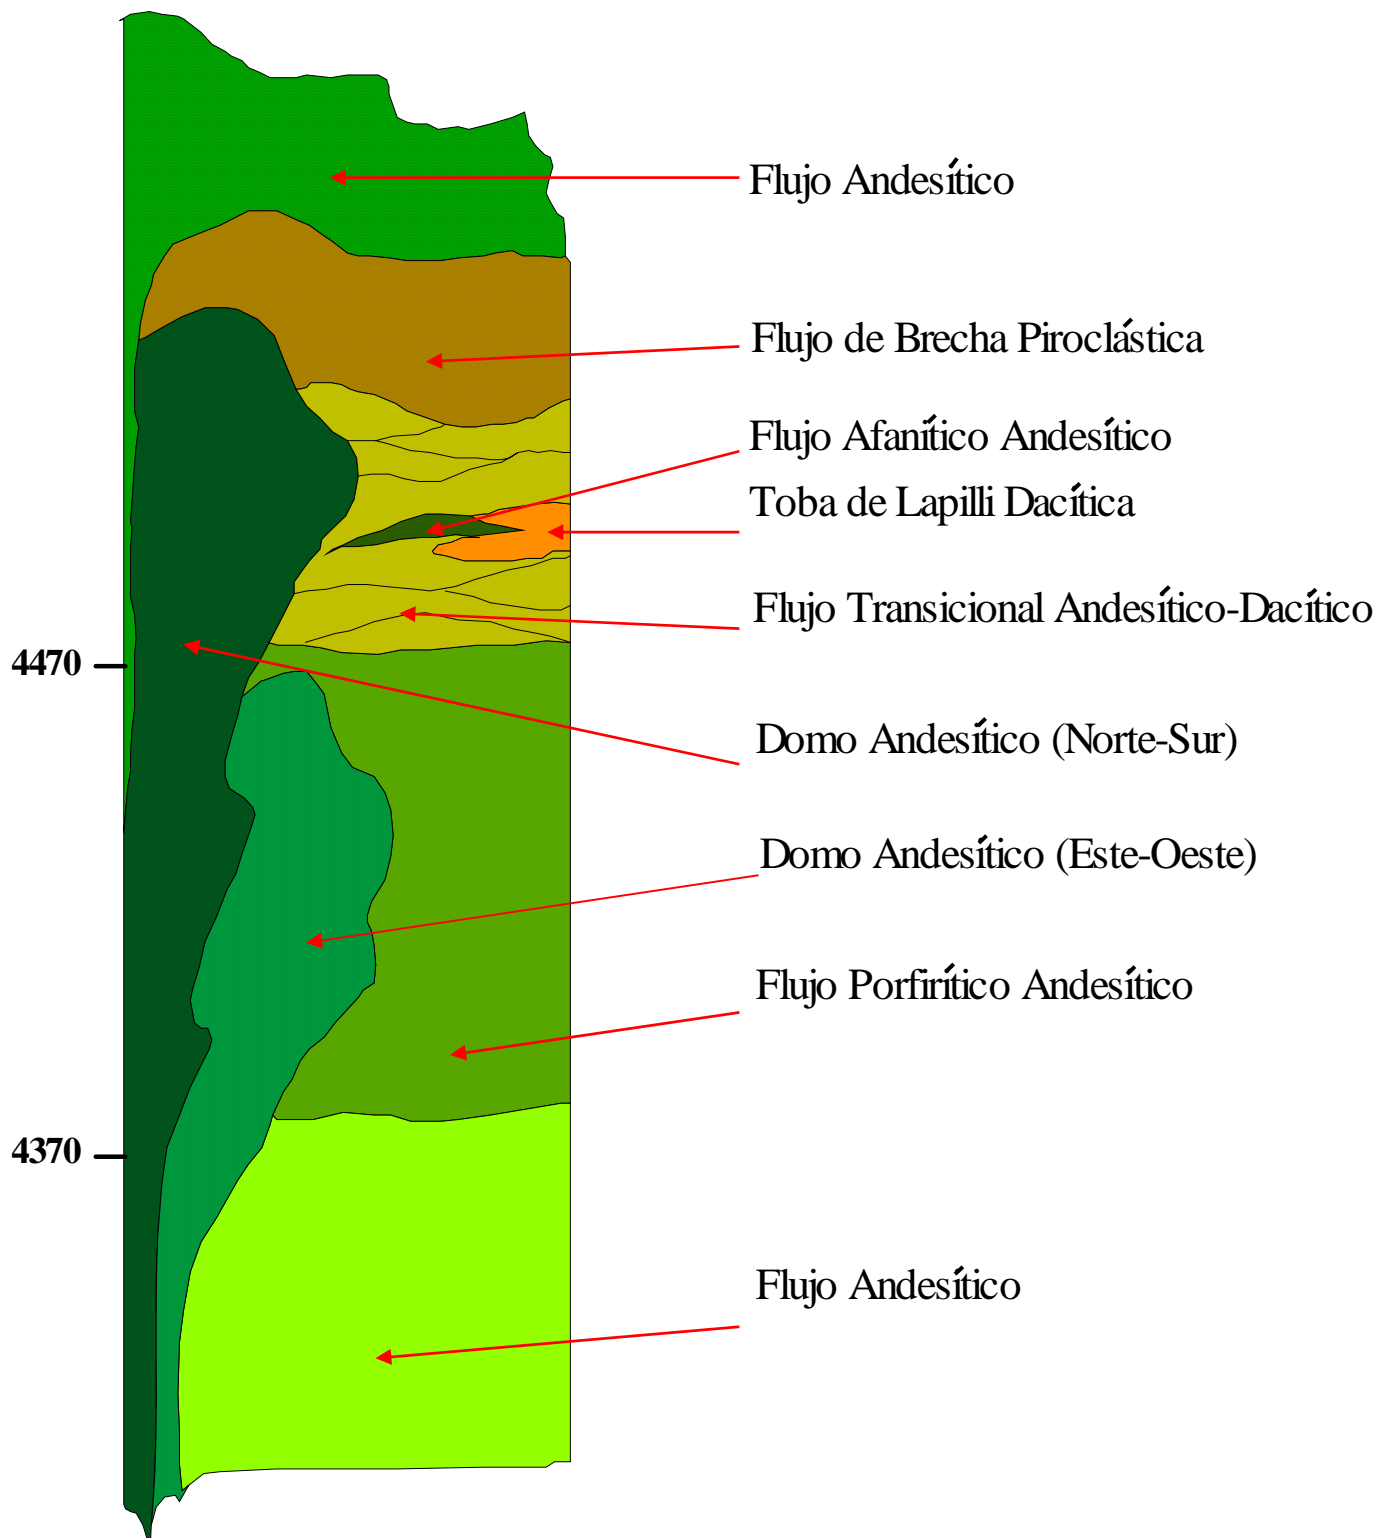 Flujo Andesítico
Flujo de Brecha Piroclástica
Flujo Afanítico Andesítico
Toba de Lapilli Dacítica
Flujo Transicional Andesítico-Dacítico
4470
Domo Andesítico (Norte-Sur)
Domo Andesítico (Este-Oeste)
Flujo Porfirítico Andesítico
4370
Flujo Andesítico